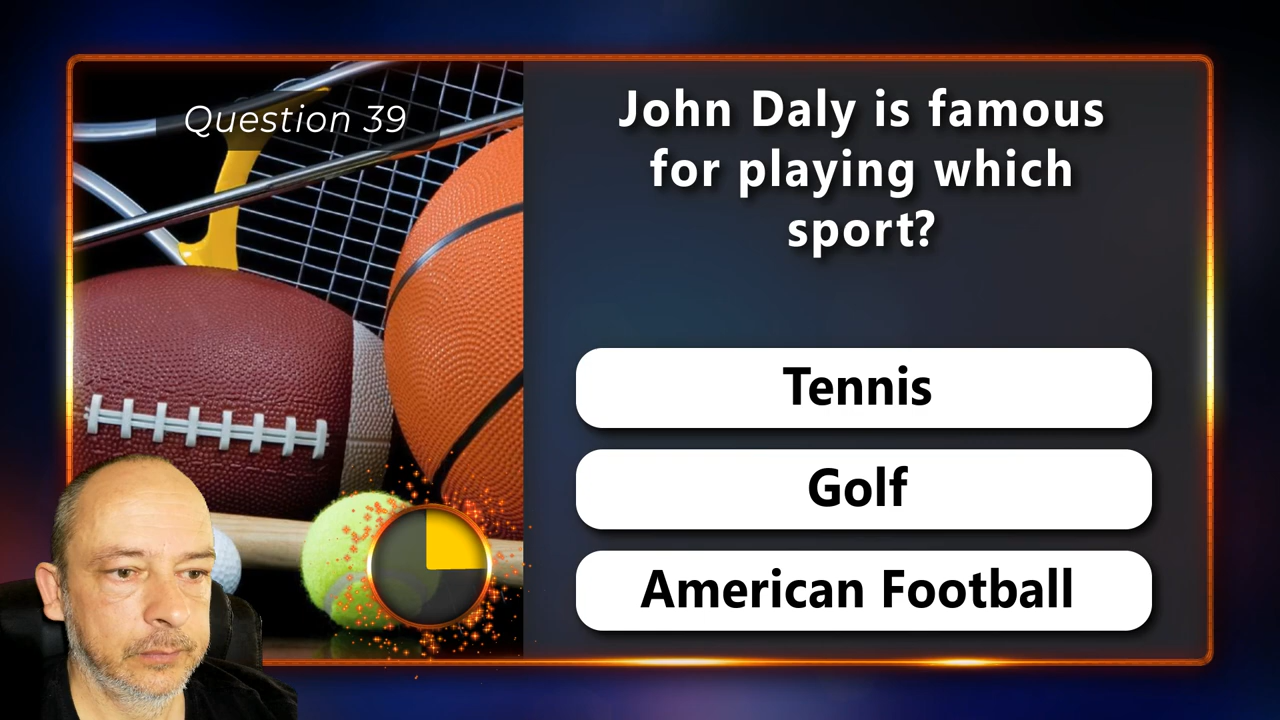 Question 39
John Daly is famous
for playing which
sport?
Tennis
Golf
American Football